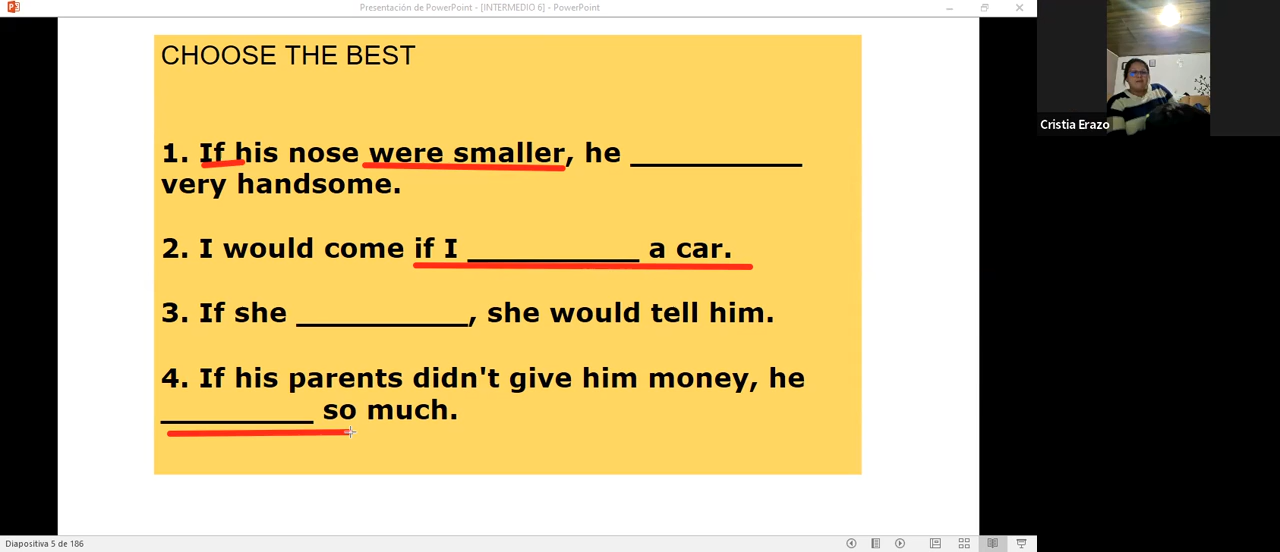 Presentación de PowerPoint - [INTERMEDIO 6] - PowerPoint
CHOOSE THE BEST
1. If his nose were smaller, he ___________
very handsome.
2. I would come if I ___________ a car.
3. If she ___________, she would tell him.
4. If his parents didn't give him money, he
__________ so much.
Cristia Erazo
Diapositiva 5 de 186